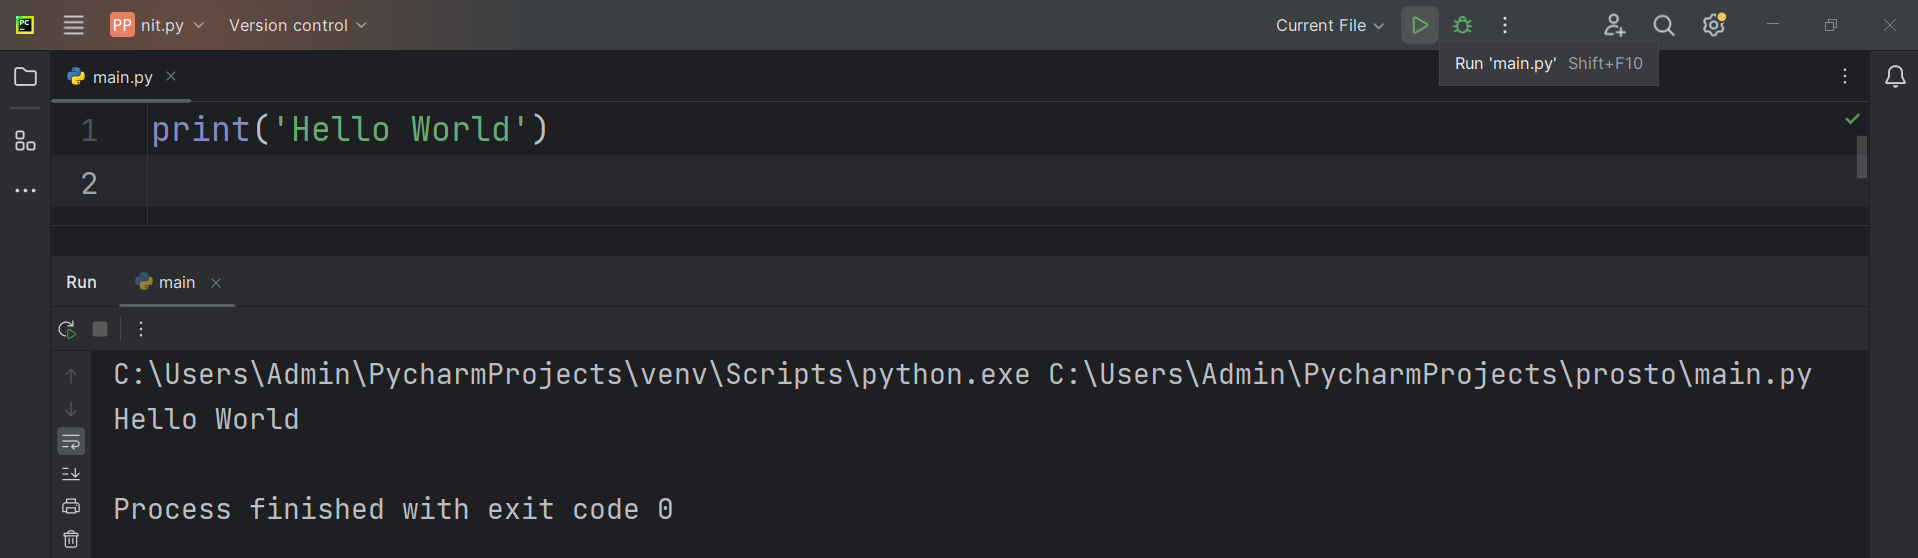 PC PP nit.py Version control Current File
main.py Run 'main.py' Shift+F10
1 print('Hello World')
2
Run main
C:\Users\Admin\PycharmProjects\venv\Scripts\python.exe C:\Users\Admin\PycharmProjects\prosto\main.py
Hello World
Process finished with exit code 0